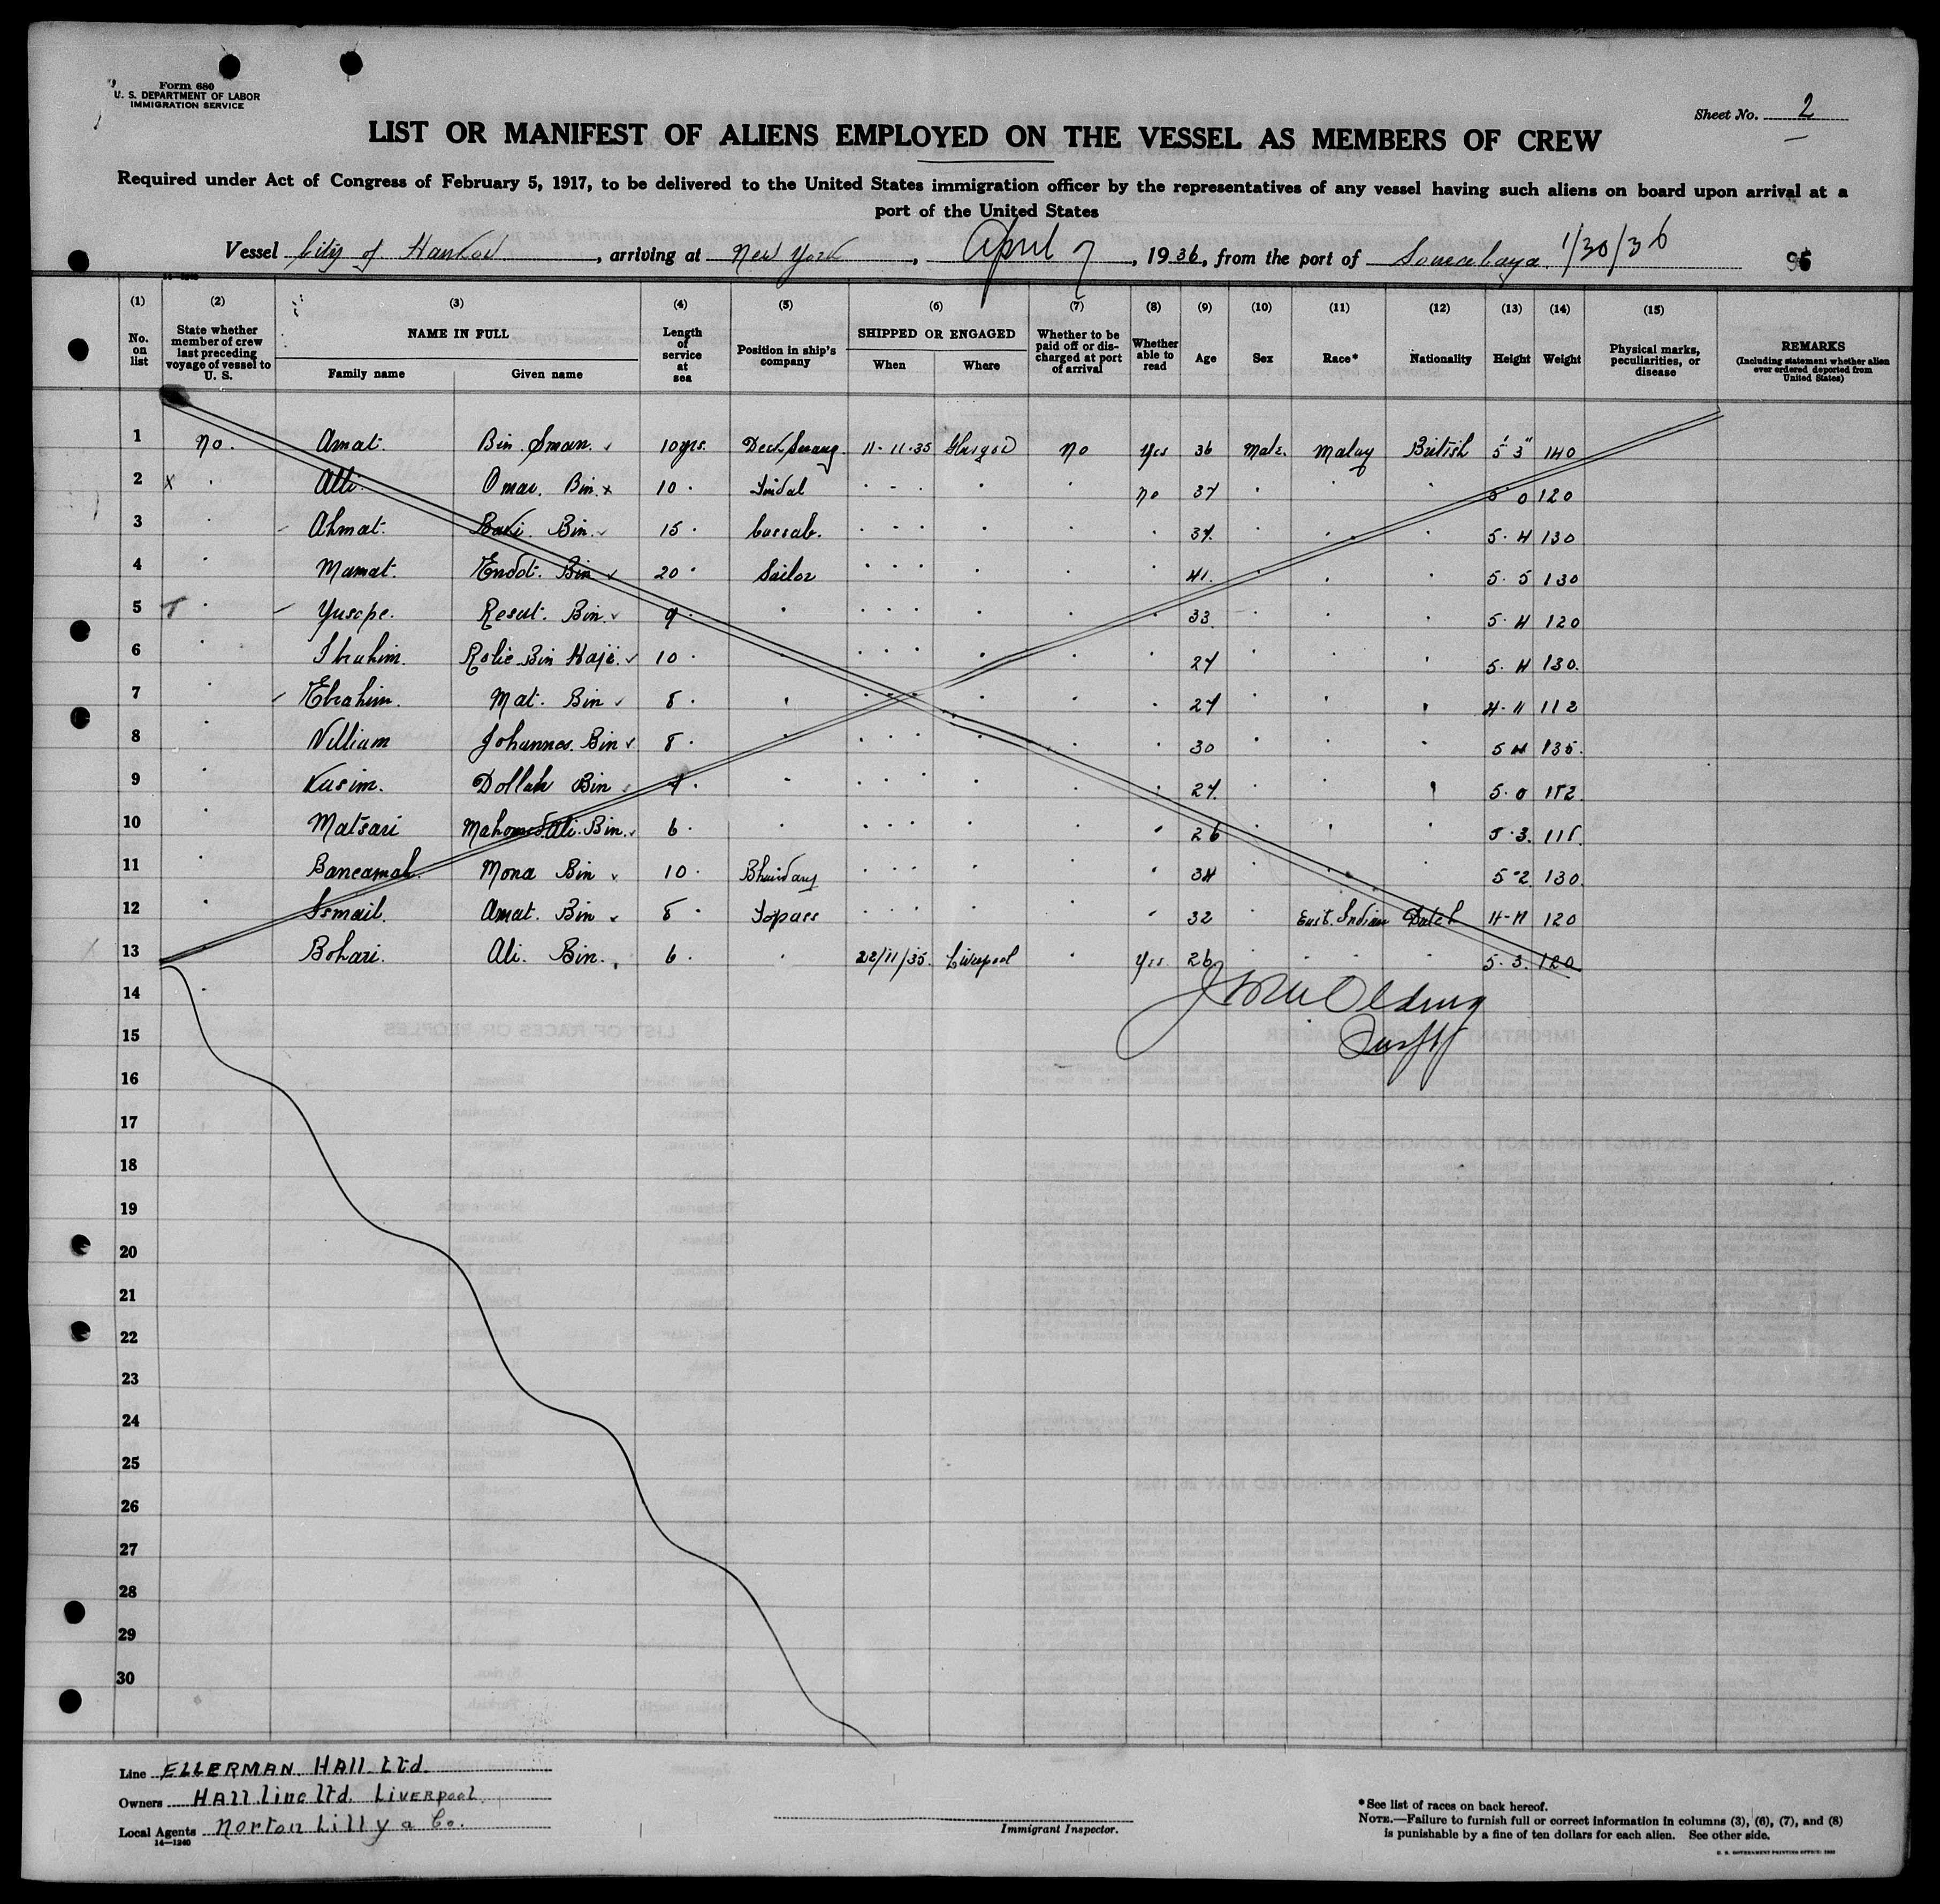 Form 680
U. S. DEPARTMENT OF LABOR
IMMIGRATION SERVICE
Sheet No. 2
LIST OR MANIFEST OF ALIENS EMPLOYED ON THE VESSEL AS MEMBERS OF CREW
Required under Act of Congress of February 5, 1917, to be delivered to the United States immigration officer by the representatives of any vessel having such aliens on board upon arrival at a
port of the United States
Vessel City of Hankow, arriving at New York, April 7, 1936, from the port of Sourabaya 1/30/36
(1) (2) (3) (4) (5) (6) (7) (8) (9) (10) (11) (12) (13) (14) (15)
No. on list State whether member of crew last preceding voyage of vessel to U. S. NAME IN FULL Family name Given name Length of service at sea Position in ship's company SHIPPED OR ENGAGED When Where Whether to be paid off or discharged at port of arrival Whether able to read Age Sex Race* Nationality Height Weight Physical marks, peculiarities, or disease REMARKS (Including statement whether alien ever ordered deported from United States)
1 no. Amat. Bin Sman. 10 yrs. Deck Serang 11-11-35 Glasgow No Yes 36 Male. Malay British 5' 3" 140
2 X Alli. Omar. Bin 10 Tindal no 37 5 0 120
3 Ahmat. Baki. Bin. 15 Cassab. 37. 5. 4 130
4 Mamat. Endot. Bin 20 Sailor 41. 5. 5 130
5 Yusope. Resat. Bin. 9 33. 5. 4 120
6 Ibrahim. Rolie Bin Haji. 10 27 5. 4 130.
7 Ebrahim. Mat. Bin 8 27 4-11 112
8 William Johannes. Bin 8 30 5 4 135.
9 Kasim. Dollah Bin 27. 5. 0 112
10 Matsari Mahomed Ali. Bin. 6 26 5. 3.
11 Mona Bin 10 Bhandary 34 5-2. 130.
12 Ismail. Amat. Bin 8 Topass 32 East. Indian Dutch 4-11 120
13 Bohari. Ali. Bin. 6 22/11/35. Liverpool Yes 26 5. 3. 120
14
15
16
17
18
19
20
21
22
23
24
25
26
27
28
29
30
Line ELLERMAN. HALL. Ltd.
Owners HALL Line Ltd. LIVERPOOL.
Local Agents Norton Lilly & Co.
14—1240
Immigrant Inspector.
*See list of races on back hereof.
NOTE.—Failure to furnish full or correct information in columns (3), (6), (7), and (8)
is punishable by a fine of ten dollars for each alien. See other side.